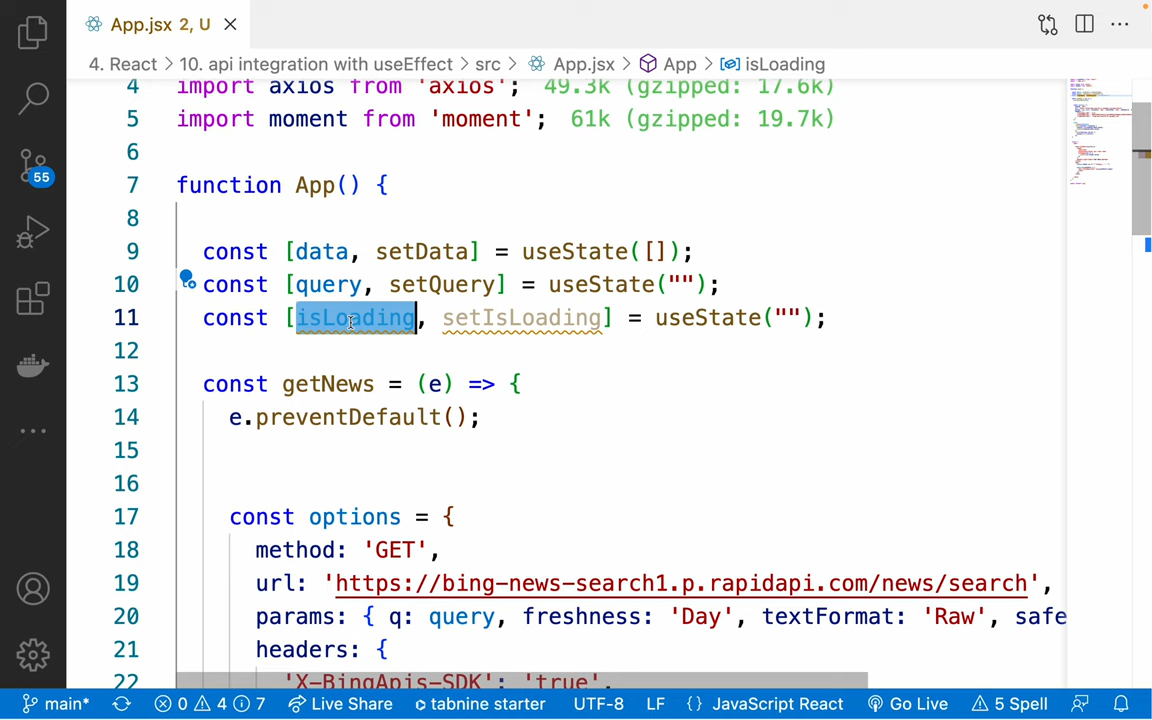 App.jsx 2, U
4. React > 10. api integration with useEffect > src > App.jsx > App > isLoading
4 import axios from 'axios'; 49.3k (gzipped: 17.6k)
5 import moment from 'moment'; 61k (gzipped: 19.7k)
6
7 function App() {
8
9 const [data, setData] = useState([]);
10 const [query, setQuery] = useState("");
11 const [isLoading, setIsLoading] = useState("");
12
13 const getNews = (e) => {
14 e.preventDefault();
15
16
17 const options = {
18 method: 'GET',
19 url: 'https://bing-news-search1.p.rapidapi.com/news/search',
20 params: { q: query, freshness: 'Day', textFormat: 'Raw', safe
21 headers: {
22 'X-BingApis-SDK': 'true',
55
main* 0 4 7 Live Share tabnine starter UTF-8 LF {} JavaScript React Go Live 5 Spell